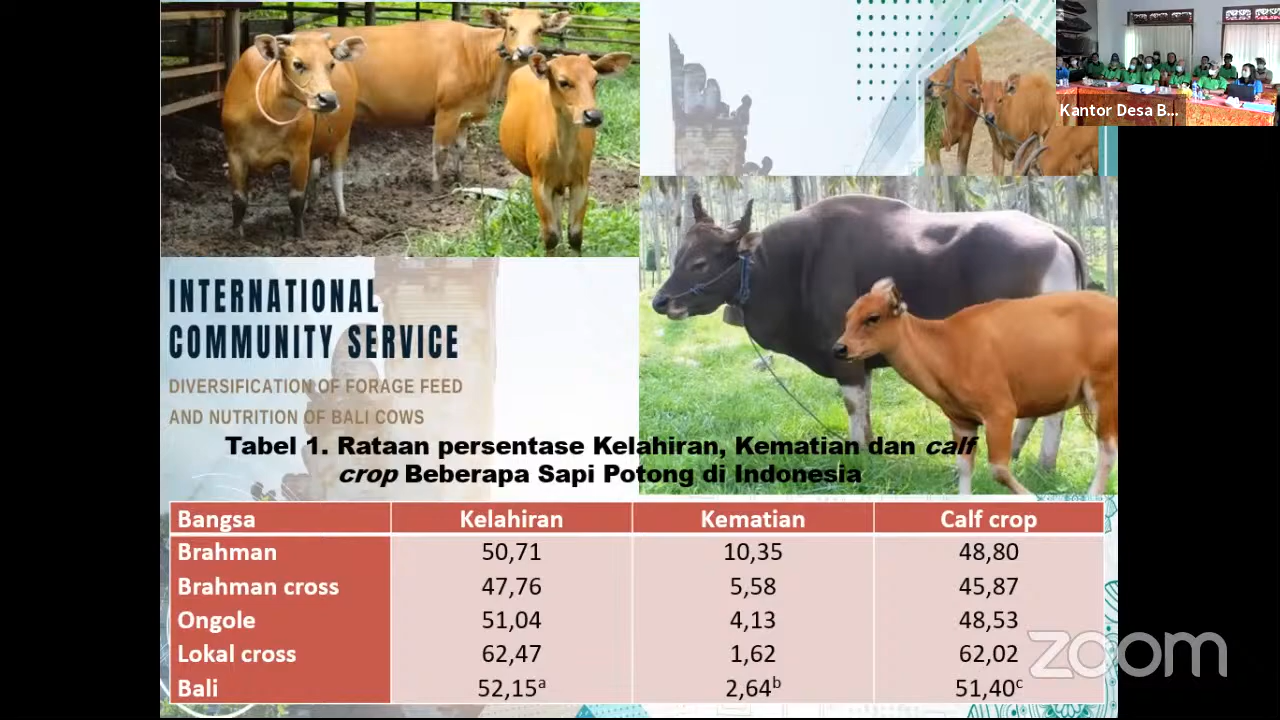 Kantor Desa B...
INTERNATIONAL
COMMUNITY SERVICE
DIVERSIFICATION OF FORAGE FEED
AND NUTRITION OF BALI COWS
Tabel 1. Rataan persentase Kelahiran, Kematian dan calf
crop Beberapa Sapi Potong di Indonesia
Bangsa Kelahiran Kematian Calf crop
Brahman 50,71 10,35 48,80
Brahman cross 47,76 5,58 45,87
Ongole 51,04 4,13 48,53
Lokal cross 62,47 1,62 62,02
Bali 52,15ᵃ 2,64ᵇ 51,40ᶜ
zoom